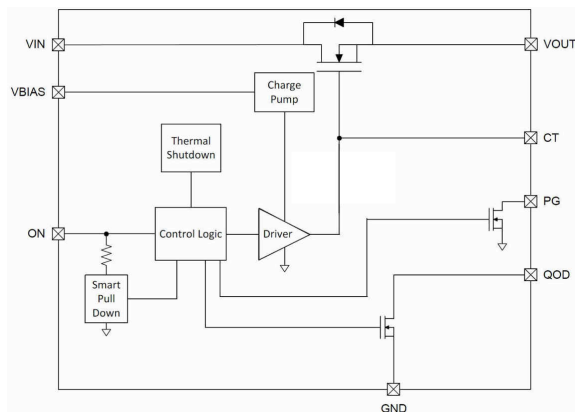 VIN
VOUT
VBIAS
Charge
Pump
CT
Thermal
Shutdown
PG
ON
Control Logic
Driver
QOD
Smart
Pull
Down
GND